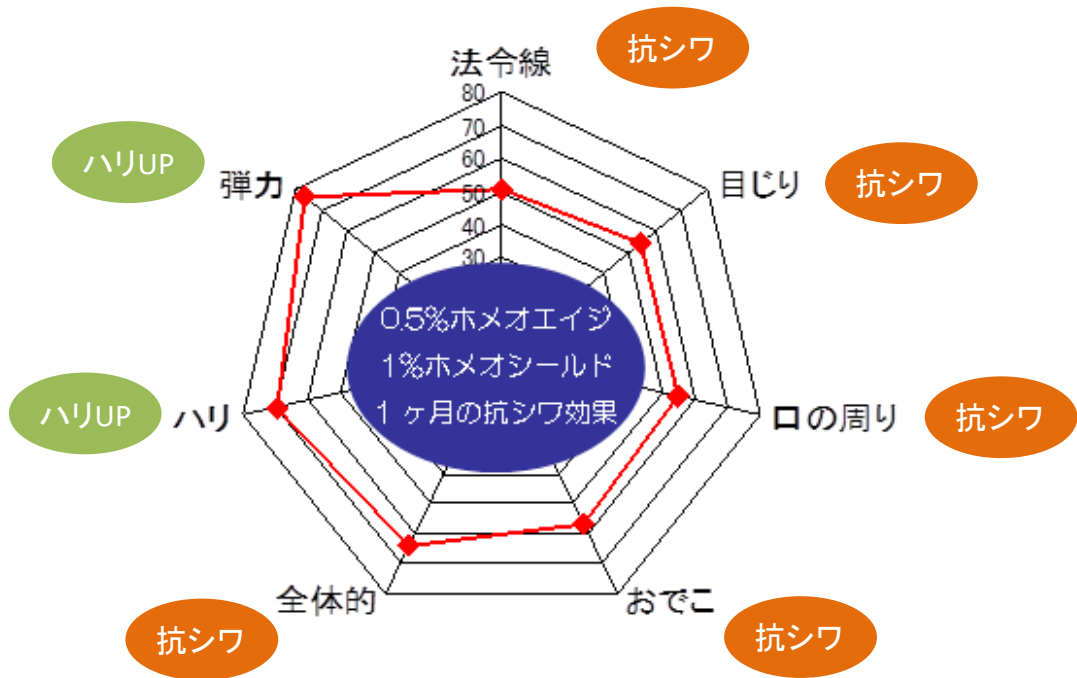 抗シワ
法令線
80
70
60
50
40
30
ハリUP
弾力
目じり
抗シワ
0.5%ホメオエイジ
1%ホメオシールド
1ヶ月の抗シワ効果
ハリUP
ハリ
口の周り
抗シワ
全体的
おでこ
抗シワ
抗シワ